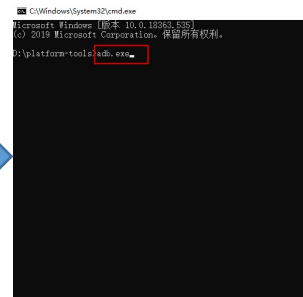 C:\Windows\System32\cmd.exe
Microsoft Windows [版本 10.0.18363.535]
(c) 2019 Microsoft Corporation。保留所有权利。
D:\platform-tools>adb.exe